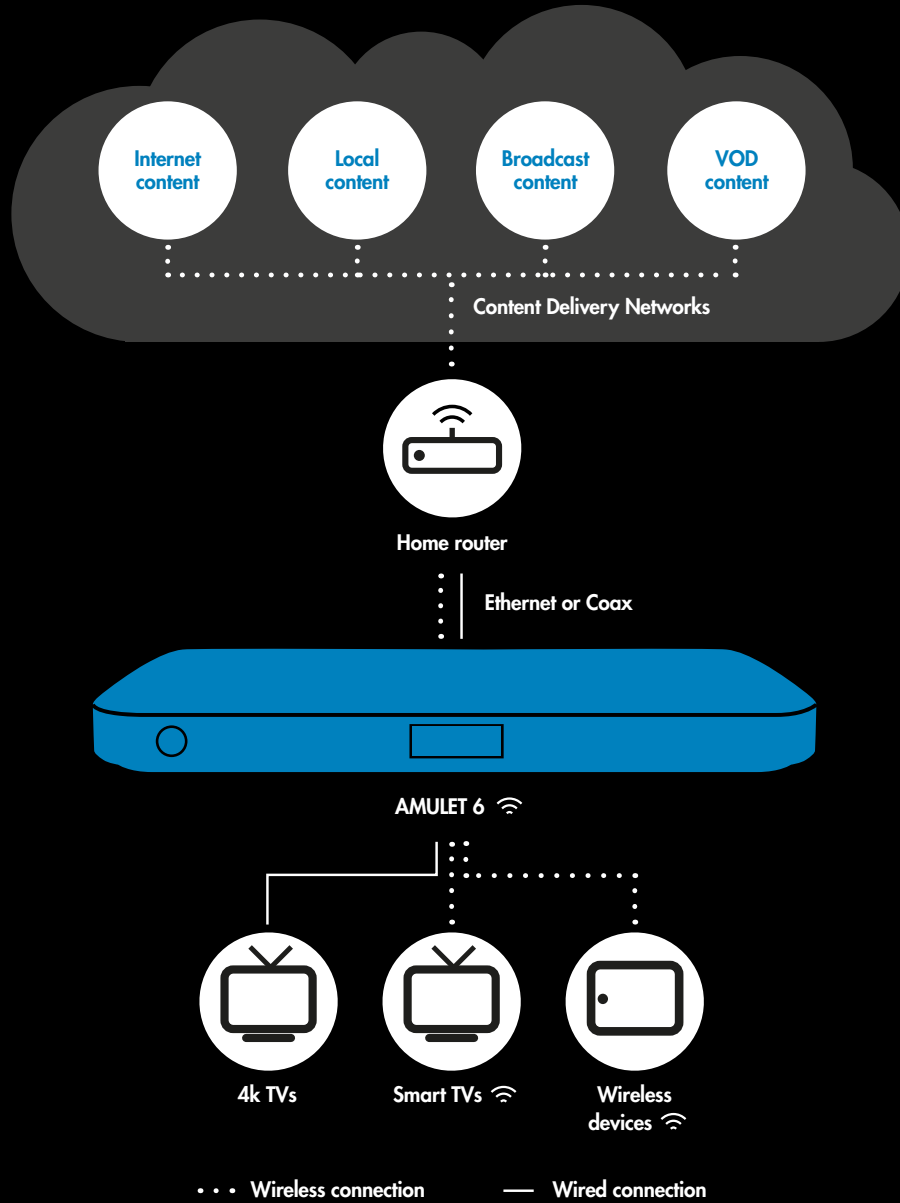 Internet
content
Local
content
Broadcast
content
VOD
content
Content Delivery Networks
Home router
Ethernet or Coax
AMULET 6
4k TVs
Smart TVs
Wireless
devices
Wireless connection
Wired connection